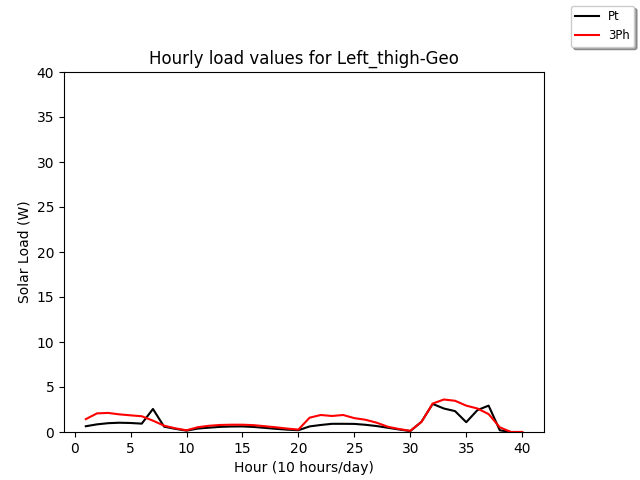 Pt
3Ph
Hourly load values for Left_thigh-Geo
40
35
30
25
20
15
10
5
0
Solar Load (W)
0 5 10 15 20 25 30 35 40
Hour (10 hours/day)